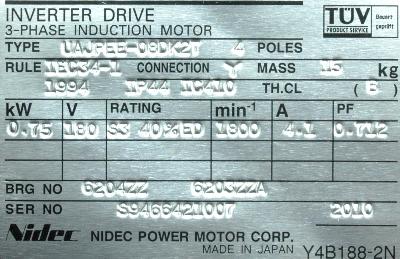 INVERTER DRIVE
3-PHASE INDUCTION MOTOR
TÜV Bauart geprüft
PRODUCT SERVICE
TYPE UAJPEE-08DK2T 4 POLES
RULE IEC34-1 CONNECTION Y MASS 15 kg
1994 IP44 IC410 TH.CL ( B )
kW V RATING min-1 A PF
0.75 180 S3 40%ED 1800 4.1 0.712
BRG NO 6204ZZ 6203ZZA
SER NO S9466421007 2010
Nidec NIDEC POWER MOTOR CORP.
MADE IN JAPAN Y4B188-2N